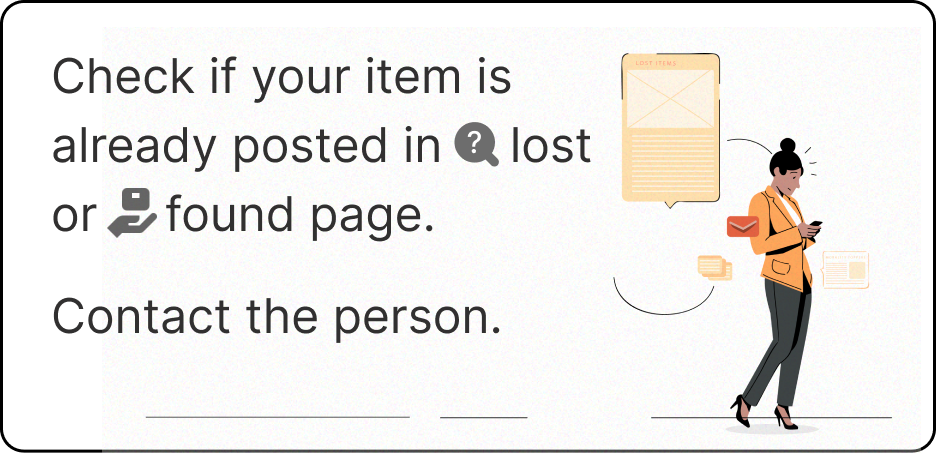 Check if your item is
already posted in lost
or found page.
Contact the person.
LOST ITEMS